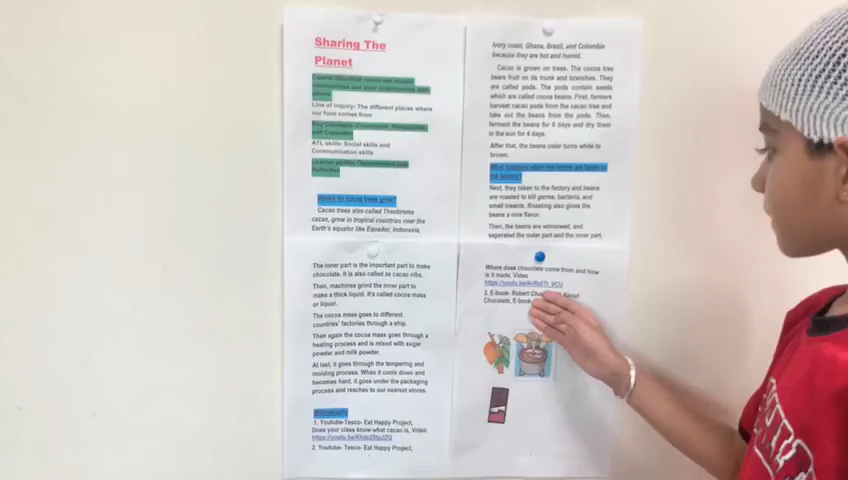 Sharing The
Planet
Line of Inquiry- The different places where
our food comes from
ATL skills- Social skills and
Communication skills
Where to cocoa trees grow?
Cacao trees also called Theobroma
cacao, grow in tropical countries near the
Earth's equator like Equador, Indonesia,
Ivory coast, Ghana, Brazil, and Colombia
because they are hot and humid.
Cacao is grown on trees. The cocoa tree
bears fruit on its trunk and branches. They
are called pods. The pods contain seeds
which are called cocoa beans. First, farmers
harvest cacao pods from the cacao tree and
take out the beans from the pods. Then,
ferment the beans for 6 days and dry them
in the sun for 4 days.
After that, the beans color turns white to
brown.
What happens after the beans are taken to
the factory?
Next, they taken to the factory and beans
are roasted to kill germs, bacteria, and
small insects. Roasting also gives the
beans a nice flavor.
Then, the beans are winnowed, and
seperated the outer part and the inner part.
The inner part is the important part to make
chocolate. It is also called as cacao nibs.
Then, machines grind the inner part to
make a thick liquid. It's called cocoa mass
or liquor.
The cocoa mass goes to different
countries' factories through a ship.
Then again the cocoa mass goes through a
heating process and is mixed with sugar
powder and milk powder.
At last, it goes through the tempering and
molding process. When it cools down and
becomes hard, it goes under the packaging
process and reaches to our nearest stores.
1. Youtube-Tesco- Eat Happy Project,
Does your class know what cacao is, Video
2. Youtube- Tesco- Eat Happy Project,
Where does chocolate come from and how
is it made, Video
3. E-book- Robert About
Chocolate, E-book